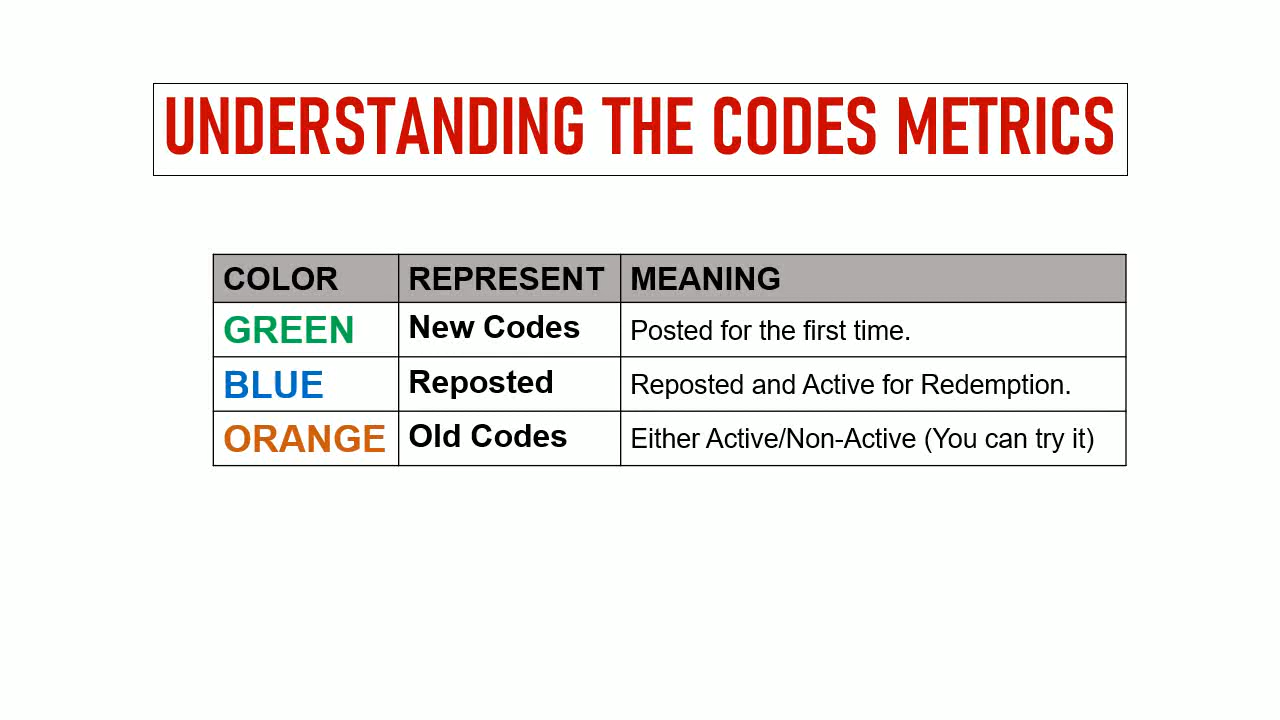 UNDERSTANDING THE CODES METRICS
COLOR REPRESENT MEANING
GREEN New Codes Posted for the first time.
BLUE Reposted Reposted and Active for Redemption.
ORANGE Old Codes Either Active/Non-Active (You can try it)